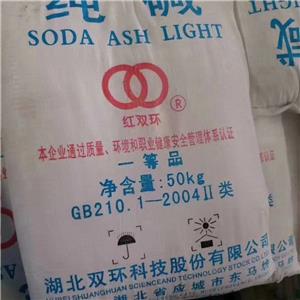 纯碱
SODA ASH LIGHT
®
红双环
本企业通过质量、环境和职业健康安全管理体系认证
一等品
净含量:50kg
GB210.1—2004Ⅱ类
湖北双环科技股份有限公司
HUBEI SHUANGHUAN SCIENCE AND TECHNOLOGY STOCK CO.
湖北省应城市东马坊
LIGHT